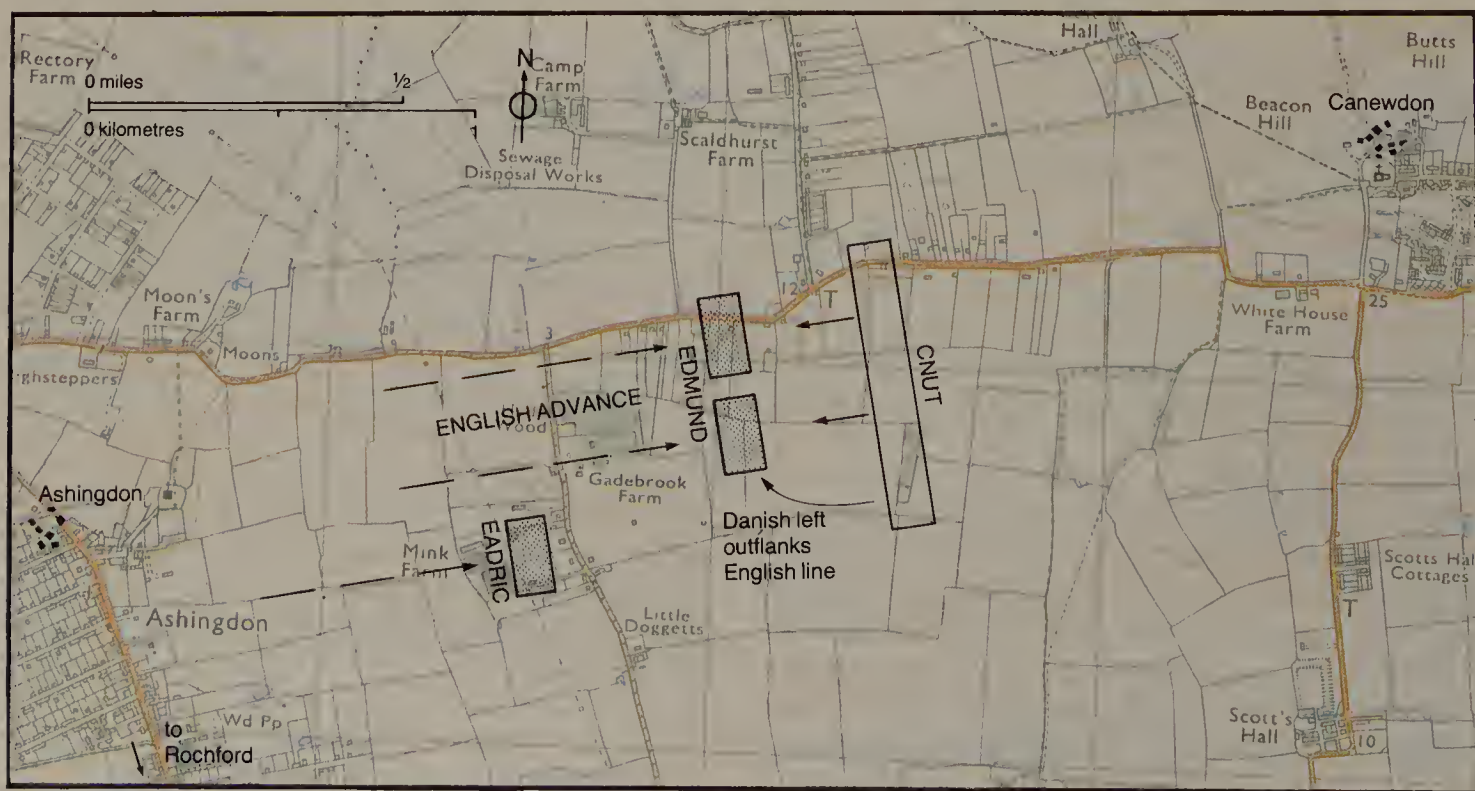 Rectory
Farm
0 miles
½
0 kilometres
N
Camp
Farm
Sewage
Disposal Works
Scaldhurst
Farm
Hall
Butts
Hill
Beacon
Hill
Canewdon
Moon's
Farm
Moons
ghsteppers
3
12
T
EDMUND
CNUT
White House
Farm
25
ENGLISH ADVANCE
Gadebrook
Farm
Ashingdon
Mink
Farm
EADRIC
Danish left
outflanks
English line
Scotts Hall
Cottages
T
Ashingdon
Little
Doggetts
Wd Pp
to
Rochford
Scott's
Hall
10